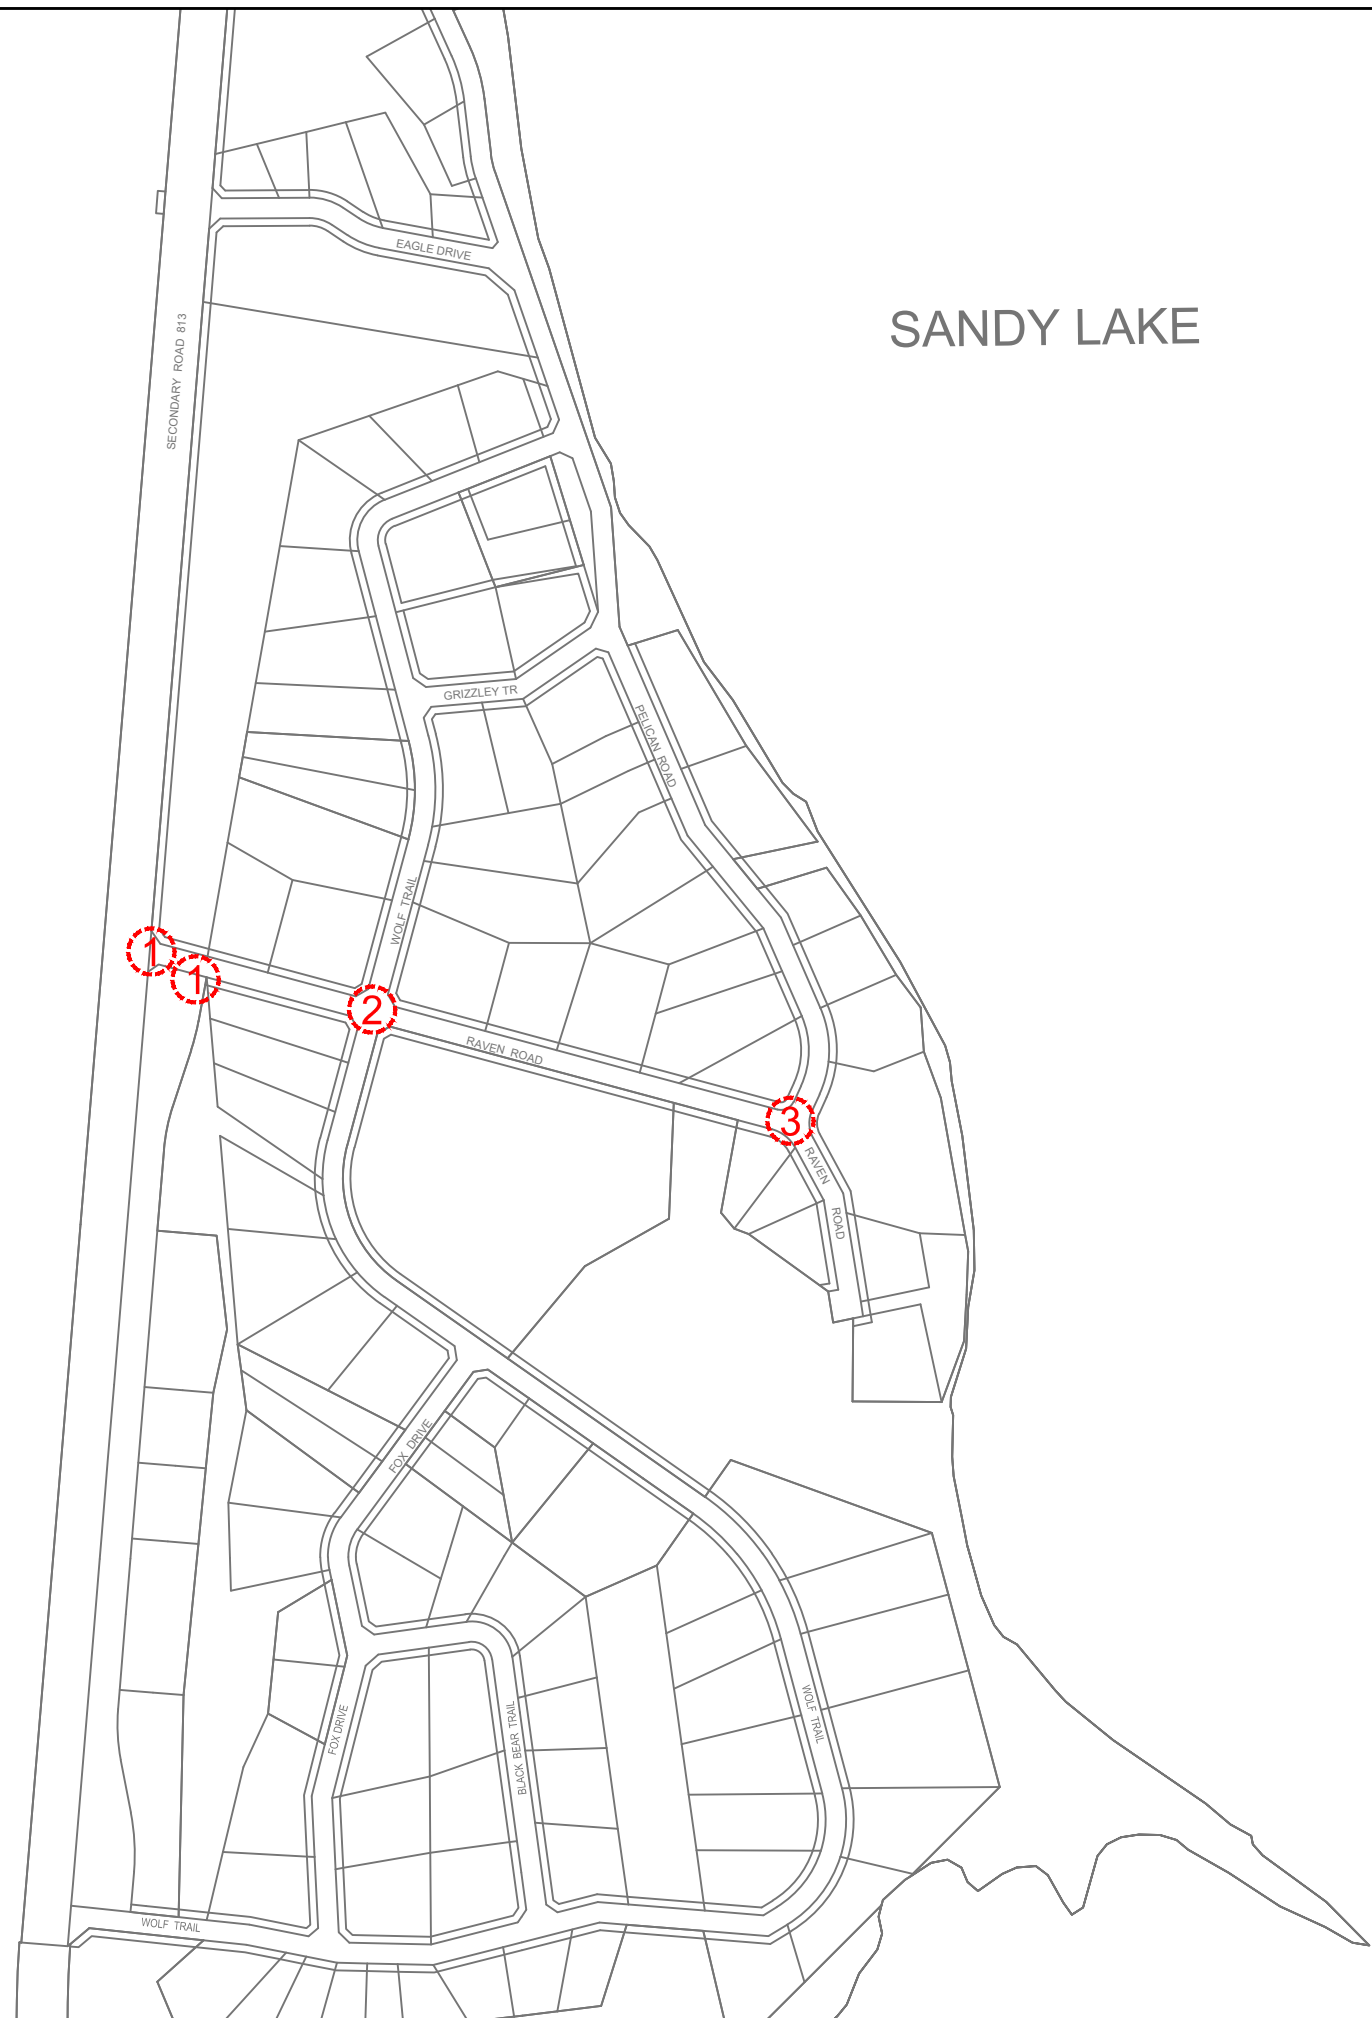 EAGLE DRIVE
SANDY LAKE
SECONDARY ROAD 813
GRIZZLEY TR
PELICAN ROAD
WOLF TRAIL
1
1
2
RAVEN ROAD
3
RAVEN ROAD
FOX DRIVE
WOLF TRAIL
FOX DRIVE
BLACK BEAR TRAIL
WOLF TRAIL